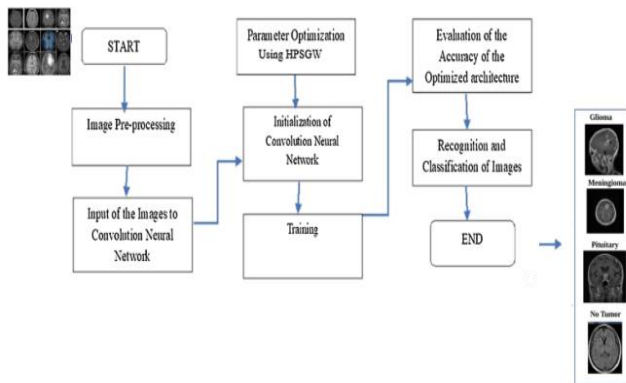 START
Image Pre-processing
Input of the Images to
Convolution Neural
Network
Parameter Optimization
Using HPSGW
Initialization of
Convolution Neural
Network
Training
Evaluation of the
Accuracy of the
Optimized architecture
Recognition and
Classification of Images
END
Glioma
Meningioma
Pituitary
No Tumor